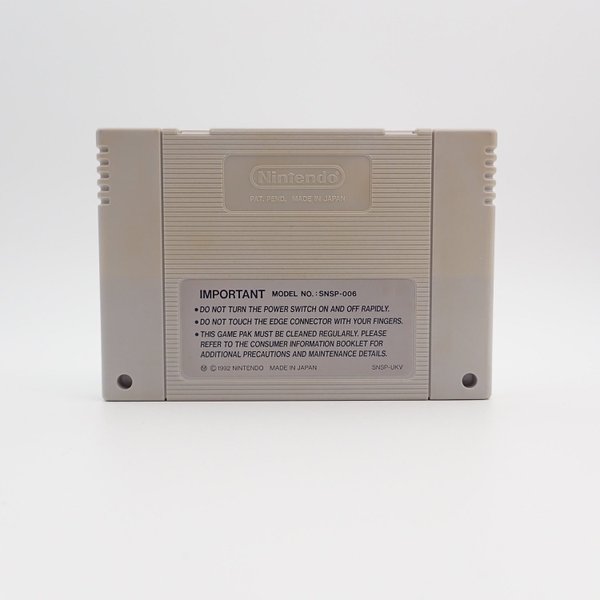 Nintendo
PAT. PEND. MADE IN JAPAN
IMPORTANT MODEL NO.: SNSP-006
• DO NOT TURN THE POWER SWITCH ON AND OFF RAPIDLY.
• DO NOT TOUCH THE EDGE CONNECTOR WITH YOUR FINGERS.
• THIS GAME PAK MUST BE CLEANED REGULARLY. PLEASE
REFER TO THE CONSUMER INFORMATION BOOKLET FOR
ADDITIONAL PRECAUTIONS AND MAINTENANCE DETAILS.
Ⓜ © 1992 NINTENDO MADE IN JAPAN SNSP-UKV